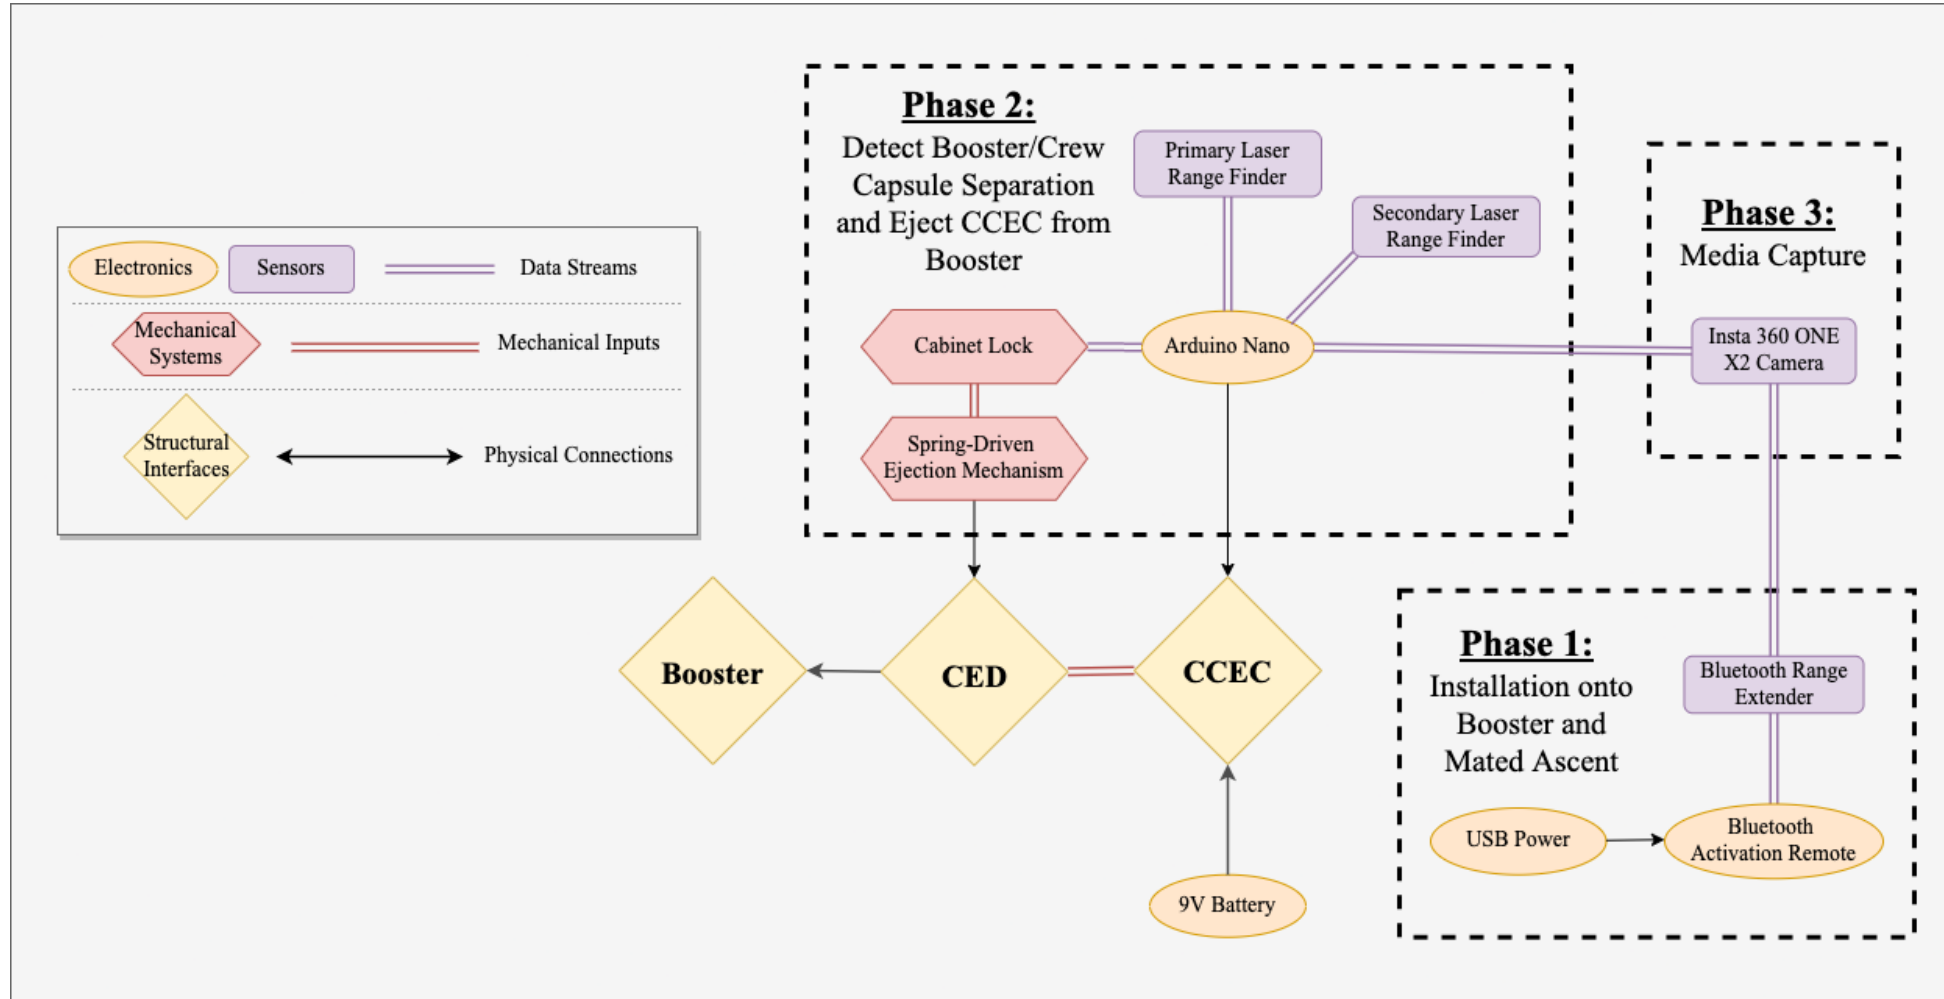 Electronics
Sensors
Data Streams
Mechanical
Systems
Mechanical Inputs
Structural
Interfaces
Physical Connections
Phase 2:
Detect Booster/Crew
Capsule Separation
and Eject CCEC from
Booster
Primary Laser
Range Finder
Secondary Laser
Range Finder
Cabinet Lock
Arduino Nano
Spring-Driven
Ejection Mechanism
Phase 3:
Media Capture
Insta 360 ONE
X2 Camera
Booster
CED
CCEC
9V Battery
Phase 1:
Installation onto
Booster and
Mated Ascent
Bluetooth Range
Extender
USB Power
Bluetooth
Activation Remote